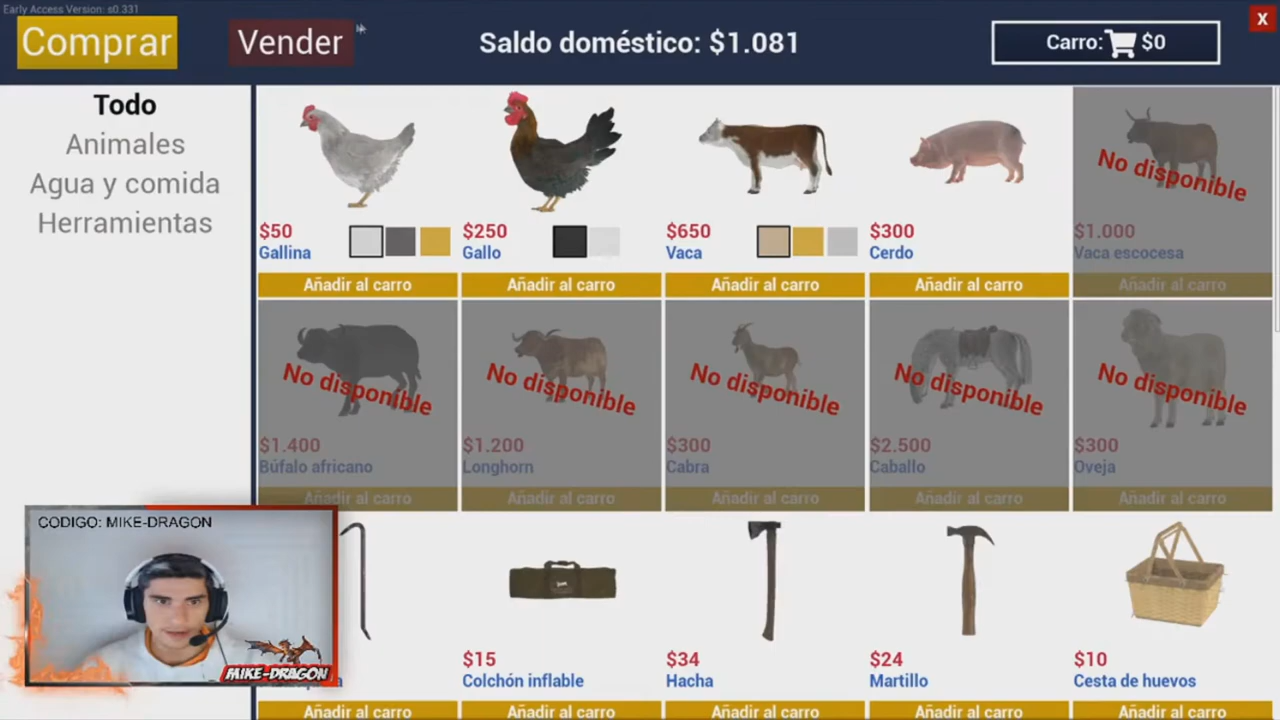 Early Access Version: s0.331
Comprar
Vender
Saldo doméstico: $1.081
Carro: $0
X
Todo
Animales
Agua y comida
Herramientas
$50
Gallina
Añadir al carro
$250
Gallo
Añadir al carro
$650
Vaca
Añadir al carro
$300
Cerdo
Añadir al carro
No disponible
$1.000
Vaca escocesa
Añadir al carro
No disponible
$1.400
Búfalo africano
Añadir al carro
No disponible
$1.200
Longhorn
Añadir al carro
No disponible
$300
Cabra
Añadir al carro
No disponible
$2.500
Caballo
Añadir al carro
No disponible
$300
Oveja
Añadir al carro
CODIGO: MIKE-DRAGON
MIKE-DRAGON
$15
Colchón inflable
Añadir al carro
$34
Hacha
Añadir al carro
$24
Martillo
Añadir al carro
$10
Cesta de huevos
Añadir al carro
Añadir al carro